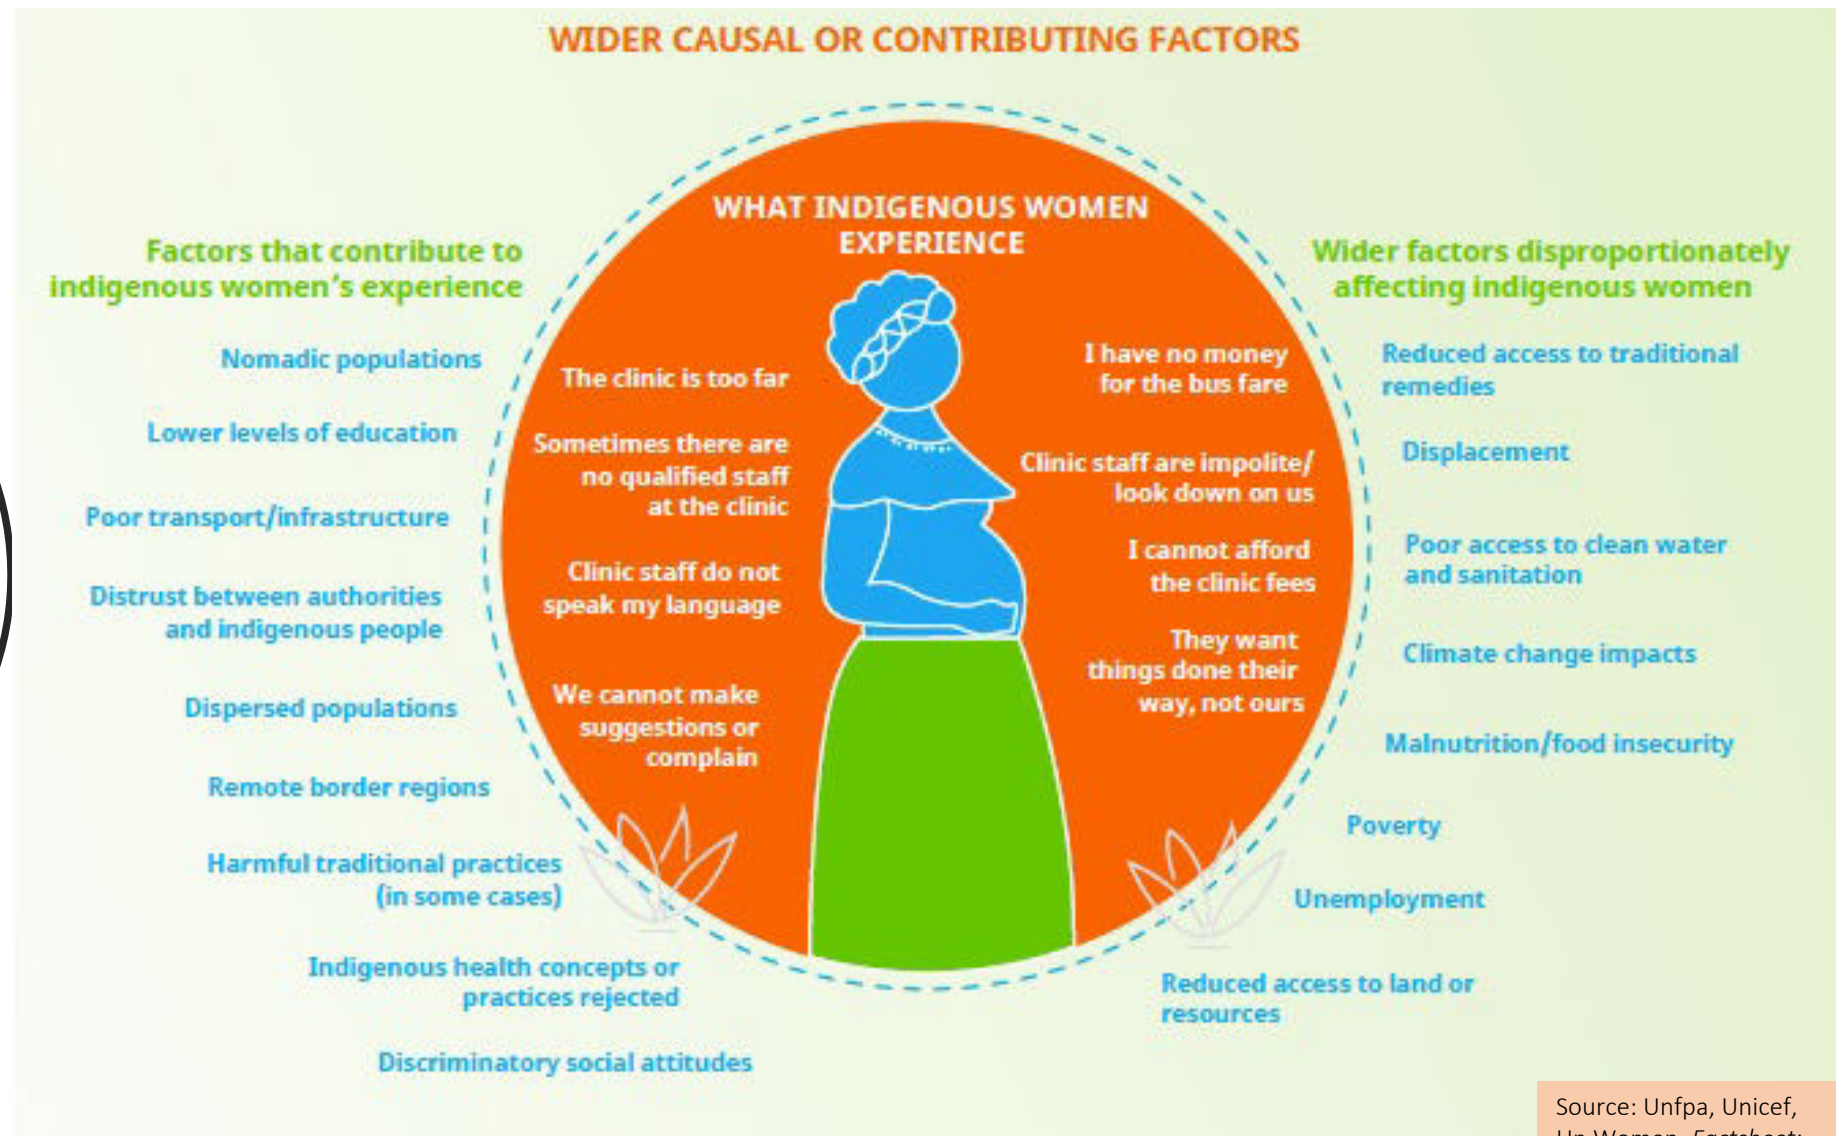 WIDER CAUSAL OR CONTRIBUTING FACTORS
Factors that contribute to
indigenous women's experience
Nomadic populations
Lower levels of education
Poor transport/infrastructure
Distrust between authorities
and indigenous people
Dispersed populations
Remote border regions
Harmful traditional practices
(in some cases)
Indigenous health concepts or
practices rejected
Discriminatory social attitudes
WHAT INDIGENOUS WOMEN
EXPERIENCE
The clinic is too far
Sometimes there are
no qualified staff
at the clinic
Clinic staff do not
speak my language
We cannot make
suggestions or
complain
I have no money
for the bus fare
Clinic staff are impolite/
look down on us
I cannot afford
the clinic fees
They want
things done their
way, not ours
Wider factors disproportionately
affecting indigenous women
Reduced access to traditional
remedies
Displacement
Poor access to clean water
and sanitation
Climate change impacts
Malnutrition/food insecurity
Poverty
Unemployment
Reduced access to land or
resources
Source: Unfpa, Unicef,
Un Women, Factsheet: